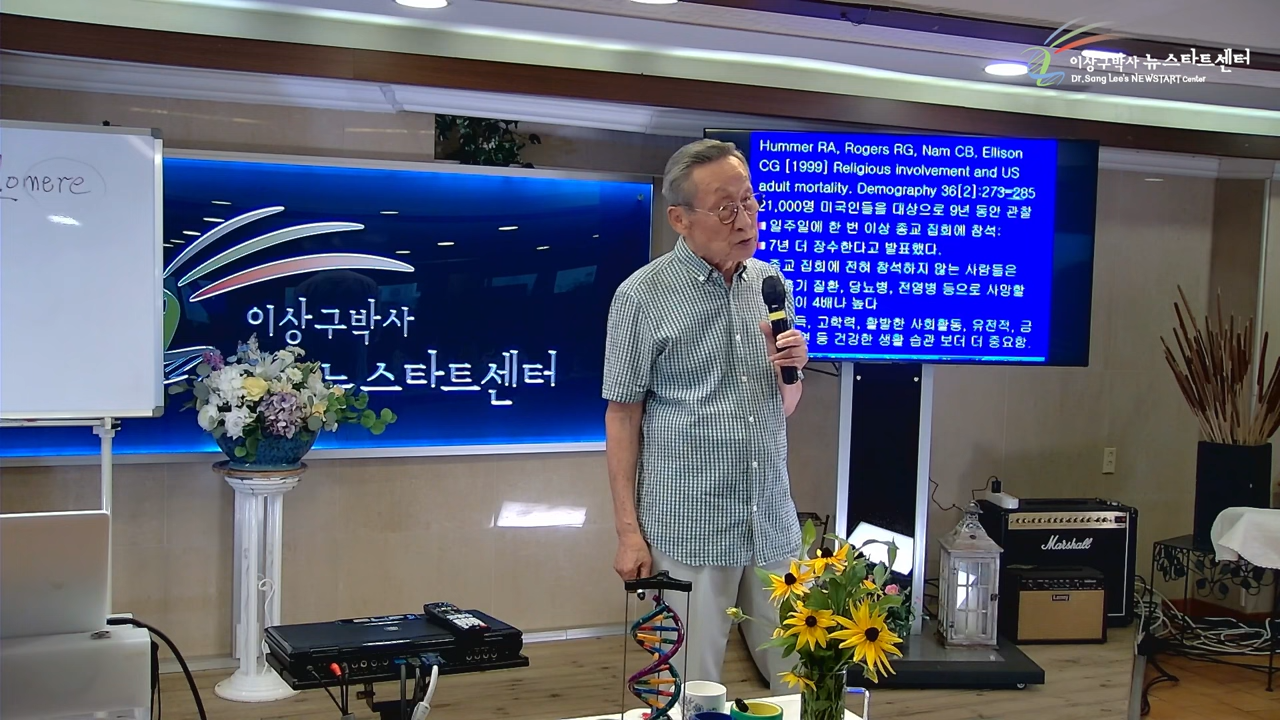 이상구박사 뉴스타트센터
Dr. Sang Lee's NEWSTART Center
omere
이상구박사
뉴스타트센터
Hummer RA, Rogers RG, Nam CB, Ellison
CG [1999] Religious involvement and US
adult mortality. Demography 36[2]:273-285
21,000명 미국인들을 대상으로 9년 동안 관찰
일주일에 한 번 이상 종교 집회에 참석:
7년 더 장수한다고 발표했다.
종교 집회에 전혀 참석하지 않는 사람들은
기 질환, 당뇨병, 전염병 등으로 사망할
이 4배나 높다
득, 고학력, 활발한 사회활동, 유전적, 금
연 등 건강한 생활 습관 보더 더 중요함.
Marshall
Laney